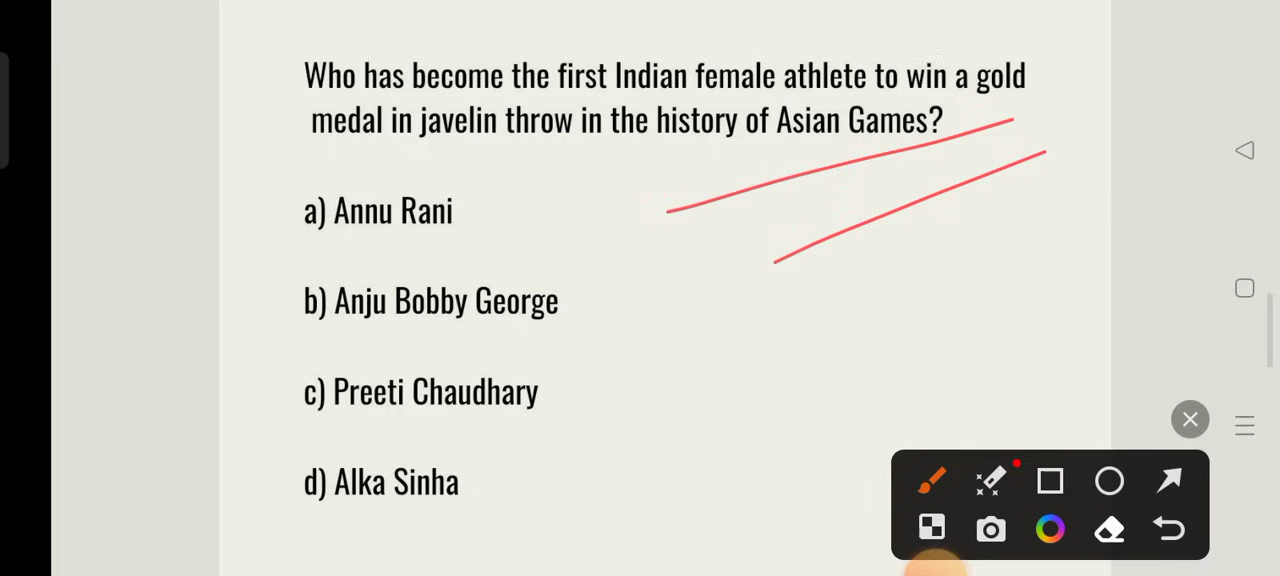 Who has become the first Indian female athlete to win a gold
medal in javelin throw in the history of Asian Games?
a) Annu Rani
b) Anju Bobby George
c) Preeti Chaudhary
d) Alka Sinha